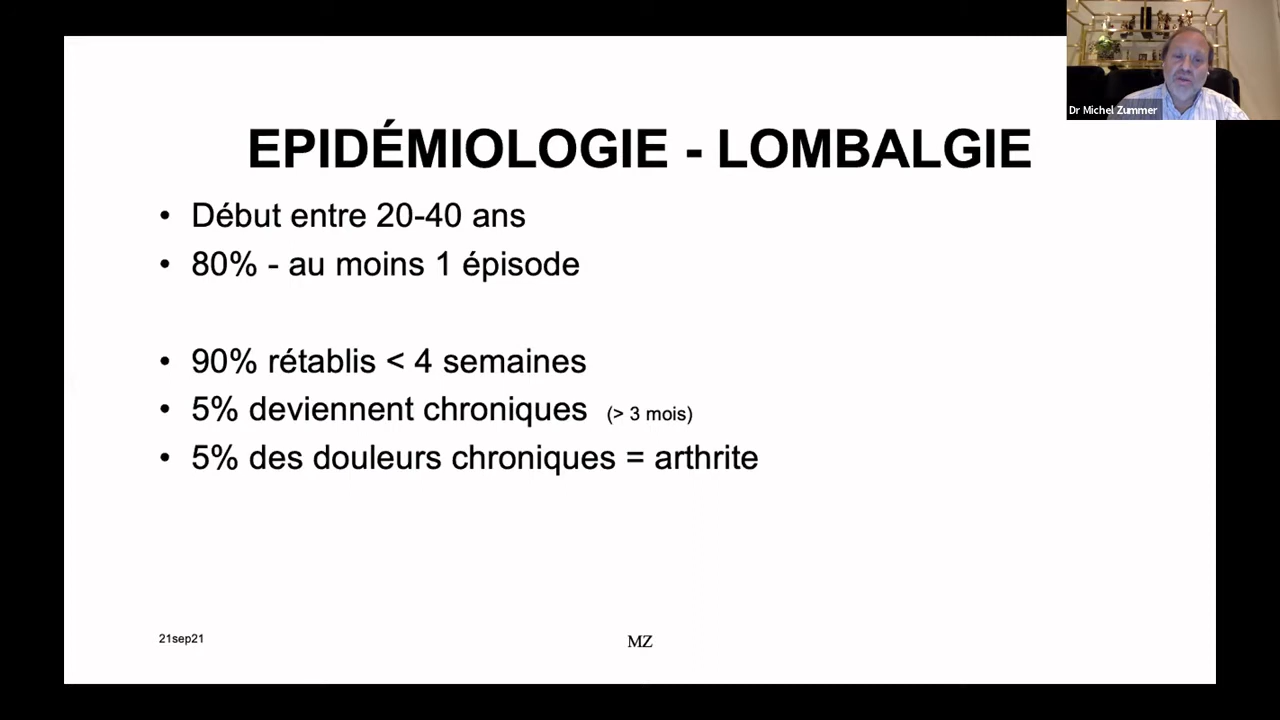 Dr Michel Zummer
EPIDÉMIOLOGIE - LOMBALGIE
• Début entre 20-40 ans
• 80% - au moins 1 épisode
• 90% rétablis < 4 semaines
• 5% deviennent chroniques (> 3 mois)
• 5% des douleurs chroniques = arthrite
21sep21
MZ